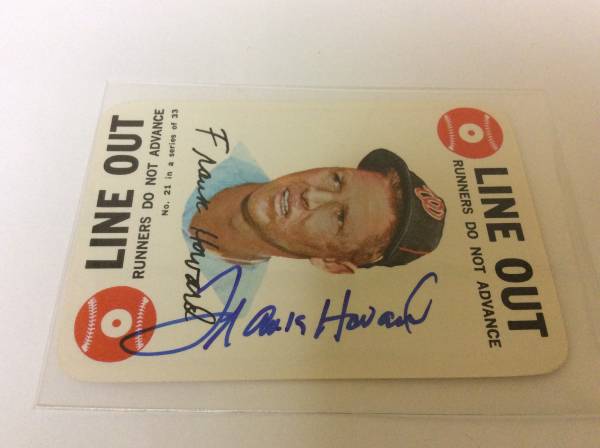 LINE OUT
RUNNERS DO NOT ADVANCE
No. 21 in a series of 33
Frank Howard
Frank Howard
W
LINE OUT
RUNNERS DO NOT ADVANCE